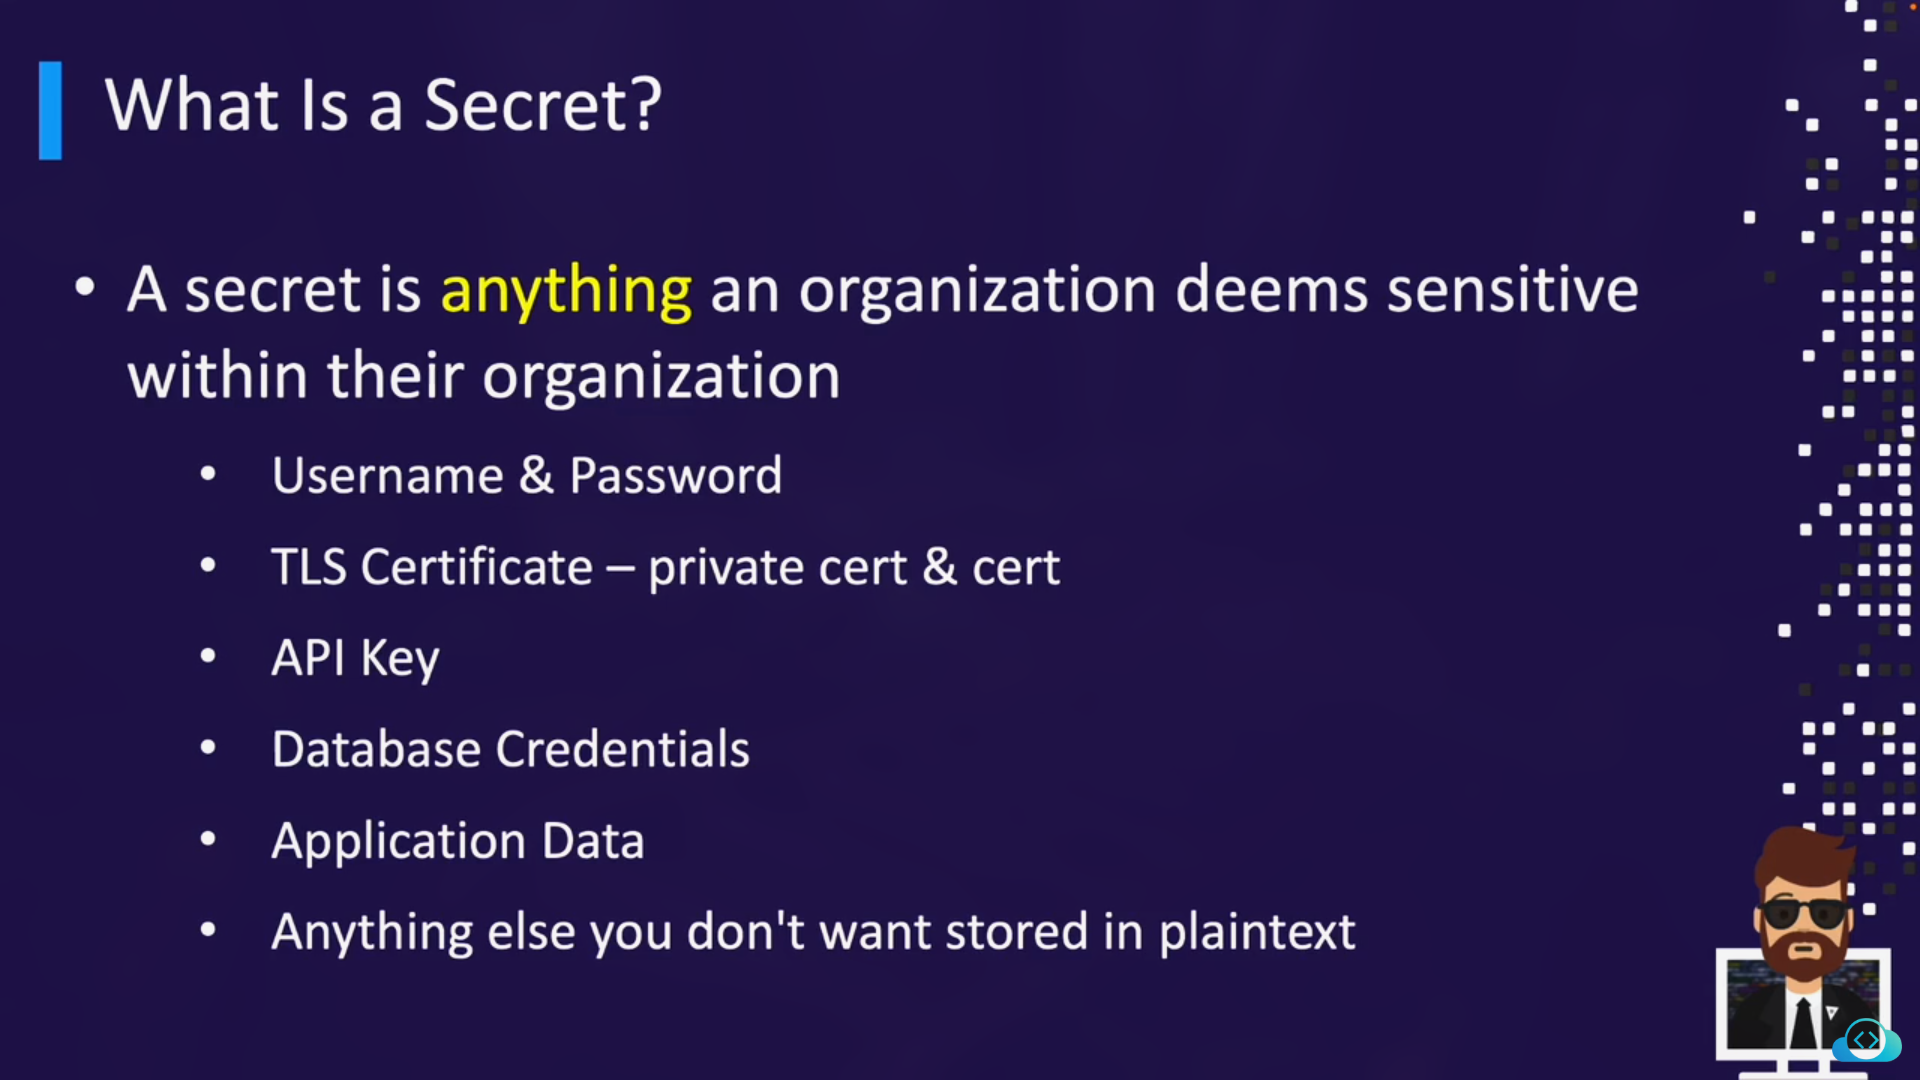 What Is a Secret?
• A secret is anything an organization deems sensitive
within their organization
• Username & Password
• TLS Certificate – private cert & cert
• API Key
• Database Credentials
• Application Data
• Anything else you don't want stored in plaintext